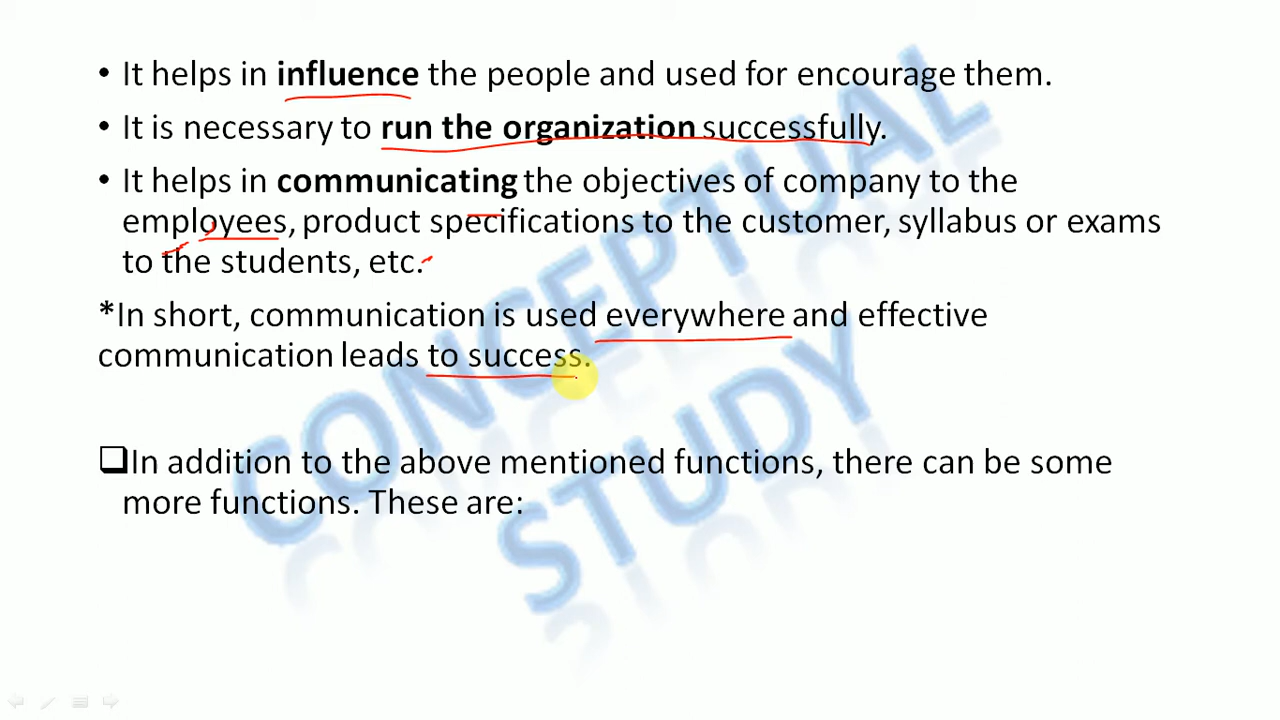 • It helps in influence the people and used for encourage them.
• It is necessary to run the organization successfully.
• It helps in communicating the objectives of company to the
employees, product specifications to the customer, syllabus or exams
to the students, etc.
*In short, communication is used everywhere and effective
communication leads to success.
❑In addition to the above mentioned functions, there can be some
more functions. These are:
CONCEPTUAL
STUDY